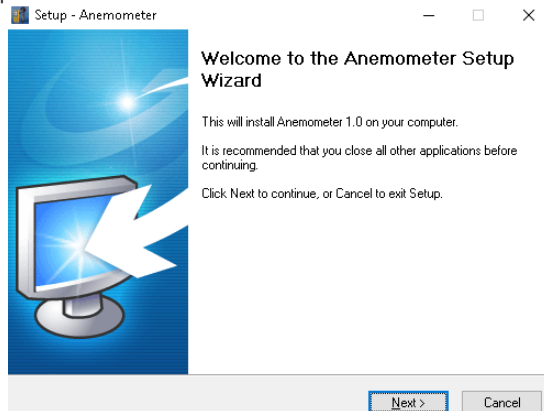 Setup - Anemometer
Welcome to the Anemometer Setup
Wizard
This will install Anemometer 1.0 on your computer.
It is recommended that you close all other applications before
continuing.
Click Next to continue, or Cancel to exit Setup.
Next >
Cancel